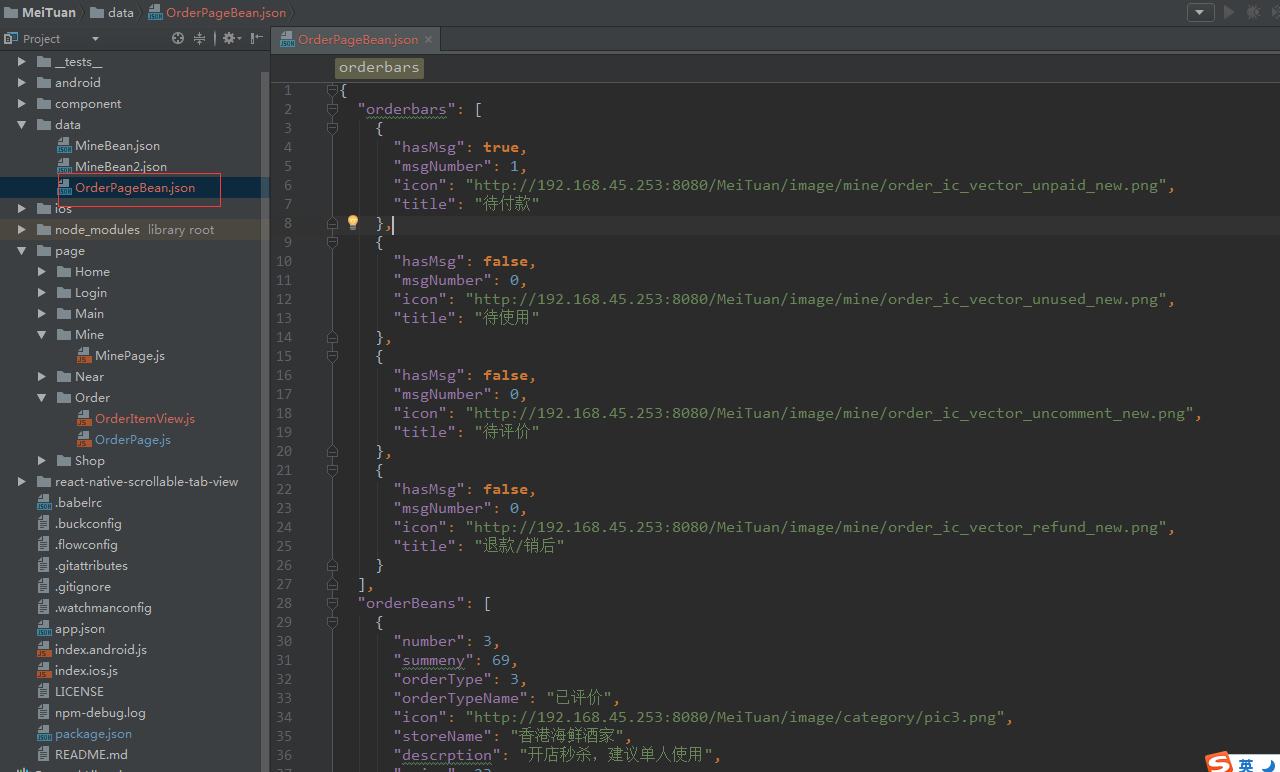 MeiTuan data OrderPageBean.json
Project
OrderPageBean.json
__tests__
android
component
data
MineBean.json
MineBean2.json
OrderPageBean.json
ios
node_modules library root
page
Home
Login
Main
Mine
MinePage.js
Near
Order
OrderItemView.js
OrderPage.js
Shop
react-native-scrollable-tab-view
.babelrc
.buckconfig
.flowconfig
.gitattributes
.gitignore
.watchmanconfig
app.json
index.android.js
index.ios.js
LICENSE
npm-debug.log
package.json
README.md
orderbars
1 {
2 "orderbars": [
3 {
4 "hasMsg": true,
5 "msgNumber": 1,
6 "icon": "http://192.168.45.253:8080/MeiTuan/image/mine/order_ic_vector_unpaid_new.png",
7 "title": "待付款"
8 },
9 {
10 "hasMsg": false,
11 "msgNumber": 0,
12 "icon": "http://192.168.45.253:8080/MeiTuan/image/mine/order_ic_vector_unused_new.png",
13 "title": "待使用"
14 },
15 {
16 "hasMsg": false,
17 "msgNumber": 0,
18 "icon": "http://192.168.45.253:8080/MeiTuan/image/mine/order_ic_vector_uncomment_new.png",
19 "title": "待评价"
20 },
21 {
22 "hasMsg": false,
23 "msgNumber": 0,
24 "icon": "http://192.168.45.253:8080/MeiTuan/image/mine/order_ic_vector_refund_new.png",
25 "title": "退款/销后"
26 }
27 ],
28 "orderBeans": [
29 {
30 "number": 3,
31 "summeny": 69,
32 "orderType": 3,
33 "orderTypeName": "已评价",
34 "icon": "http://192.168.45.253:8080/MeiTuan/image/category/pic3.png",
35 "storeName": "香港海鲜酒家",
36 "descrption": "开店秒杀，建议单人使用",
英